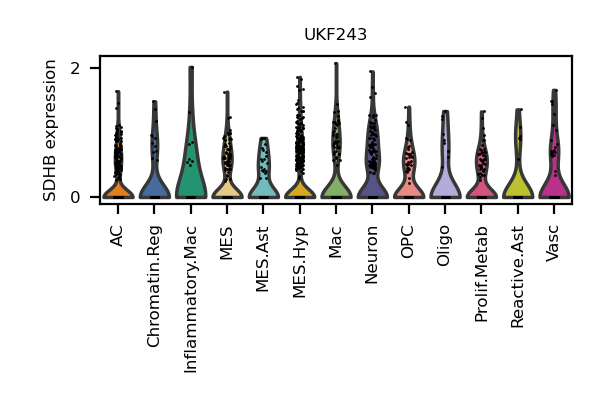 UKF243
SDHB expression
2
0
AC
Chromatin.Reg
Inflammatory.Mac
MES
MES.Ast
MES.Hyp
Mac
Neuron
OPC
Oligo
Prolif.Metab
Reactive.Ast
Vasc